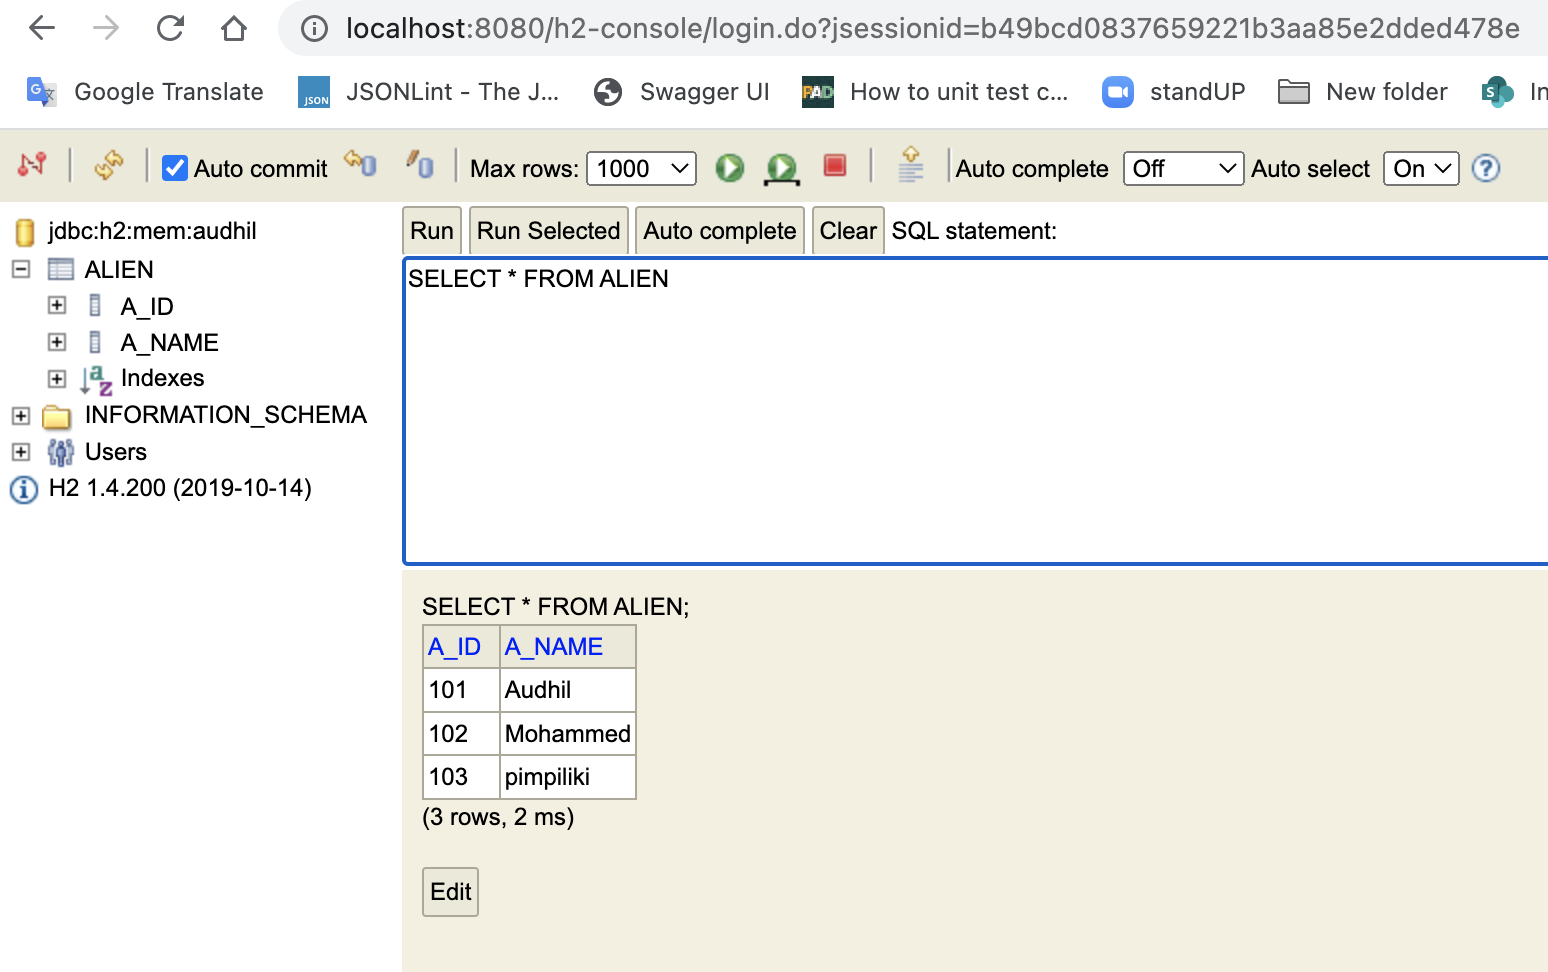 localhost:8080/h2-console/login.do?jsessionid=b49bcd0837659221b3aa85e2dded478e
Google Translate JSON JSONLint - The J... Swagger UI PAD How to unit test c... standUP New folder S In
Auto commit Max rows: 1000 Auto complete Off Auto select On ?
jdbc:h2:mem:audhil
ALIEN
A_ID
A_NAME
Indexes
INFORMATION_SCHEMA
Users
H2 1.4.200 (2019-10-14)
Run Run Selected Auto complete Clear SQL statement:
SELECT * FROM ALIEN
SELECT * FROM ALIEN;
A_ID A_NAME
101 Audhil
102 Mohammed
103 pimpiliki
(3 rows, 2 ms)
Edit